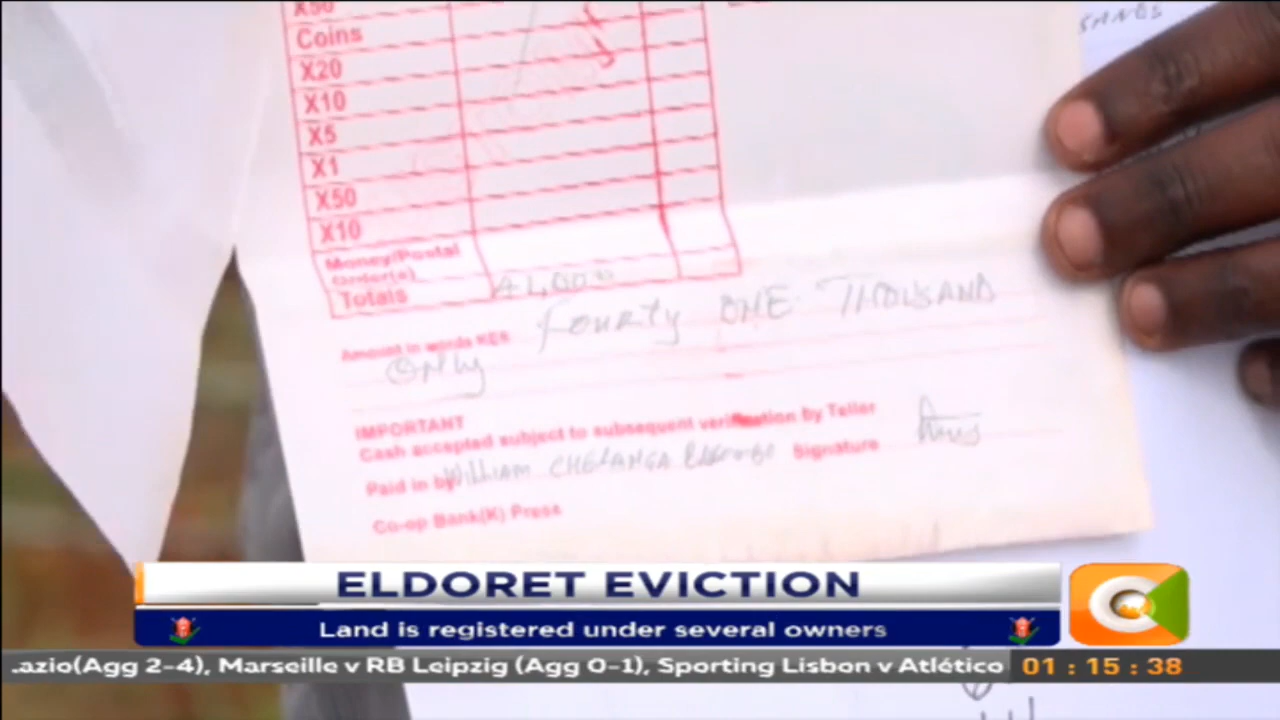 SANDS
X50
Coins
X20
X10
X5
X1
X50
X10
Money/Postal
Order(s)
Totals 41,000
Amount in words KES Fourty ONE THOUSAND
Only
IMPORTANT
Cash accepted subject to subsequent verification by Teller
Paid in by William CHELANGA Signature
Co-op Bank(K) Press
ELDORET EVICTION
Land is registered under several owners
.azio(Agg 2-4), Marseille v RB Leipzig (Agg 0-1), Sporting Lisbon v Atlético 01:15:38